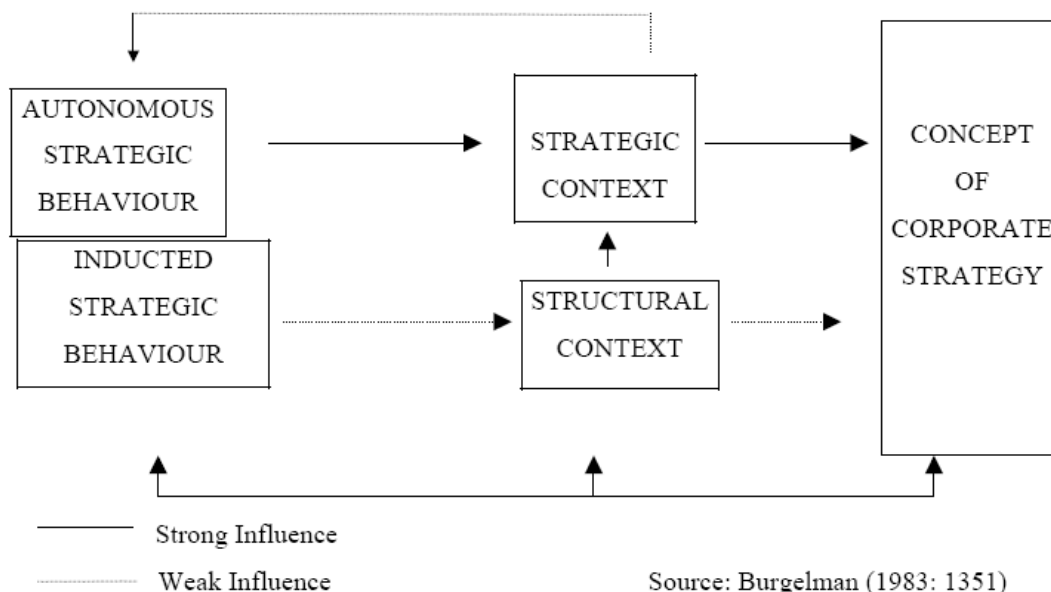 AUTONOMOUS
STRATEGIC
BEHAVIOUR
INDUCTED
STRATEGIC
BEHAVIOUR
STRATEGIC
CONTEXT
STRUCTURAL
CONTEXT
CONCEPT
OF
CORPORATE
STRATEGY
Strong Influence
Weak Influence
Source: Burgelman (1983: 1351)